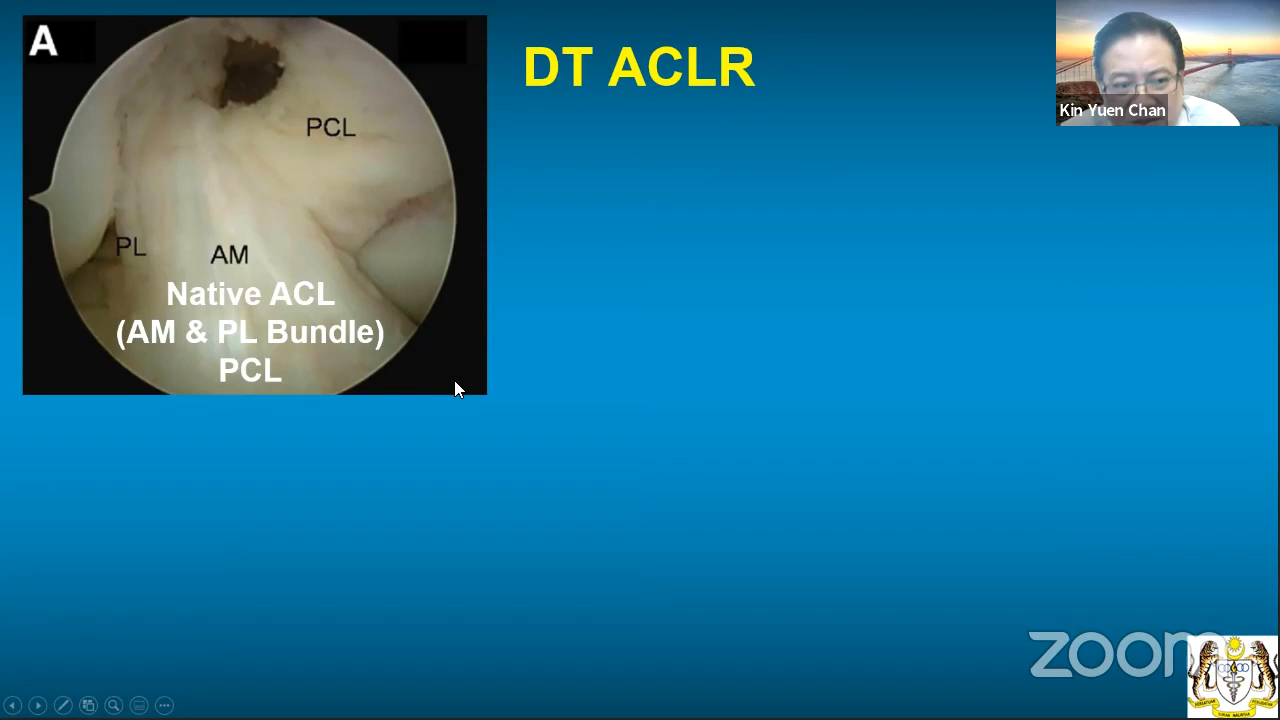 A
DT ACLR
PCL
PL
AM
Native ACL
(AM & PL Bundle)
PCL
Kin Yuen Chan
zoom